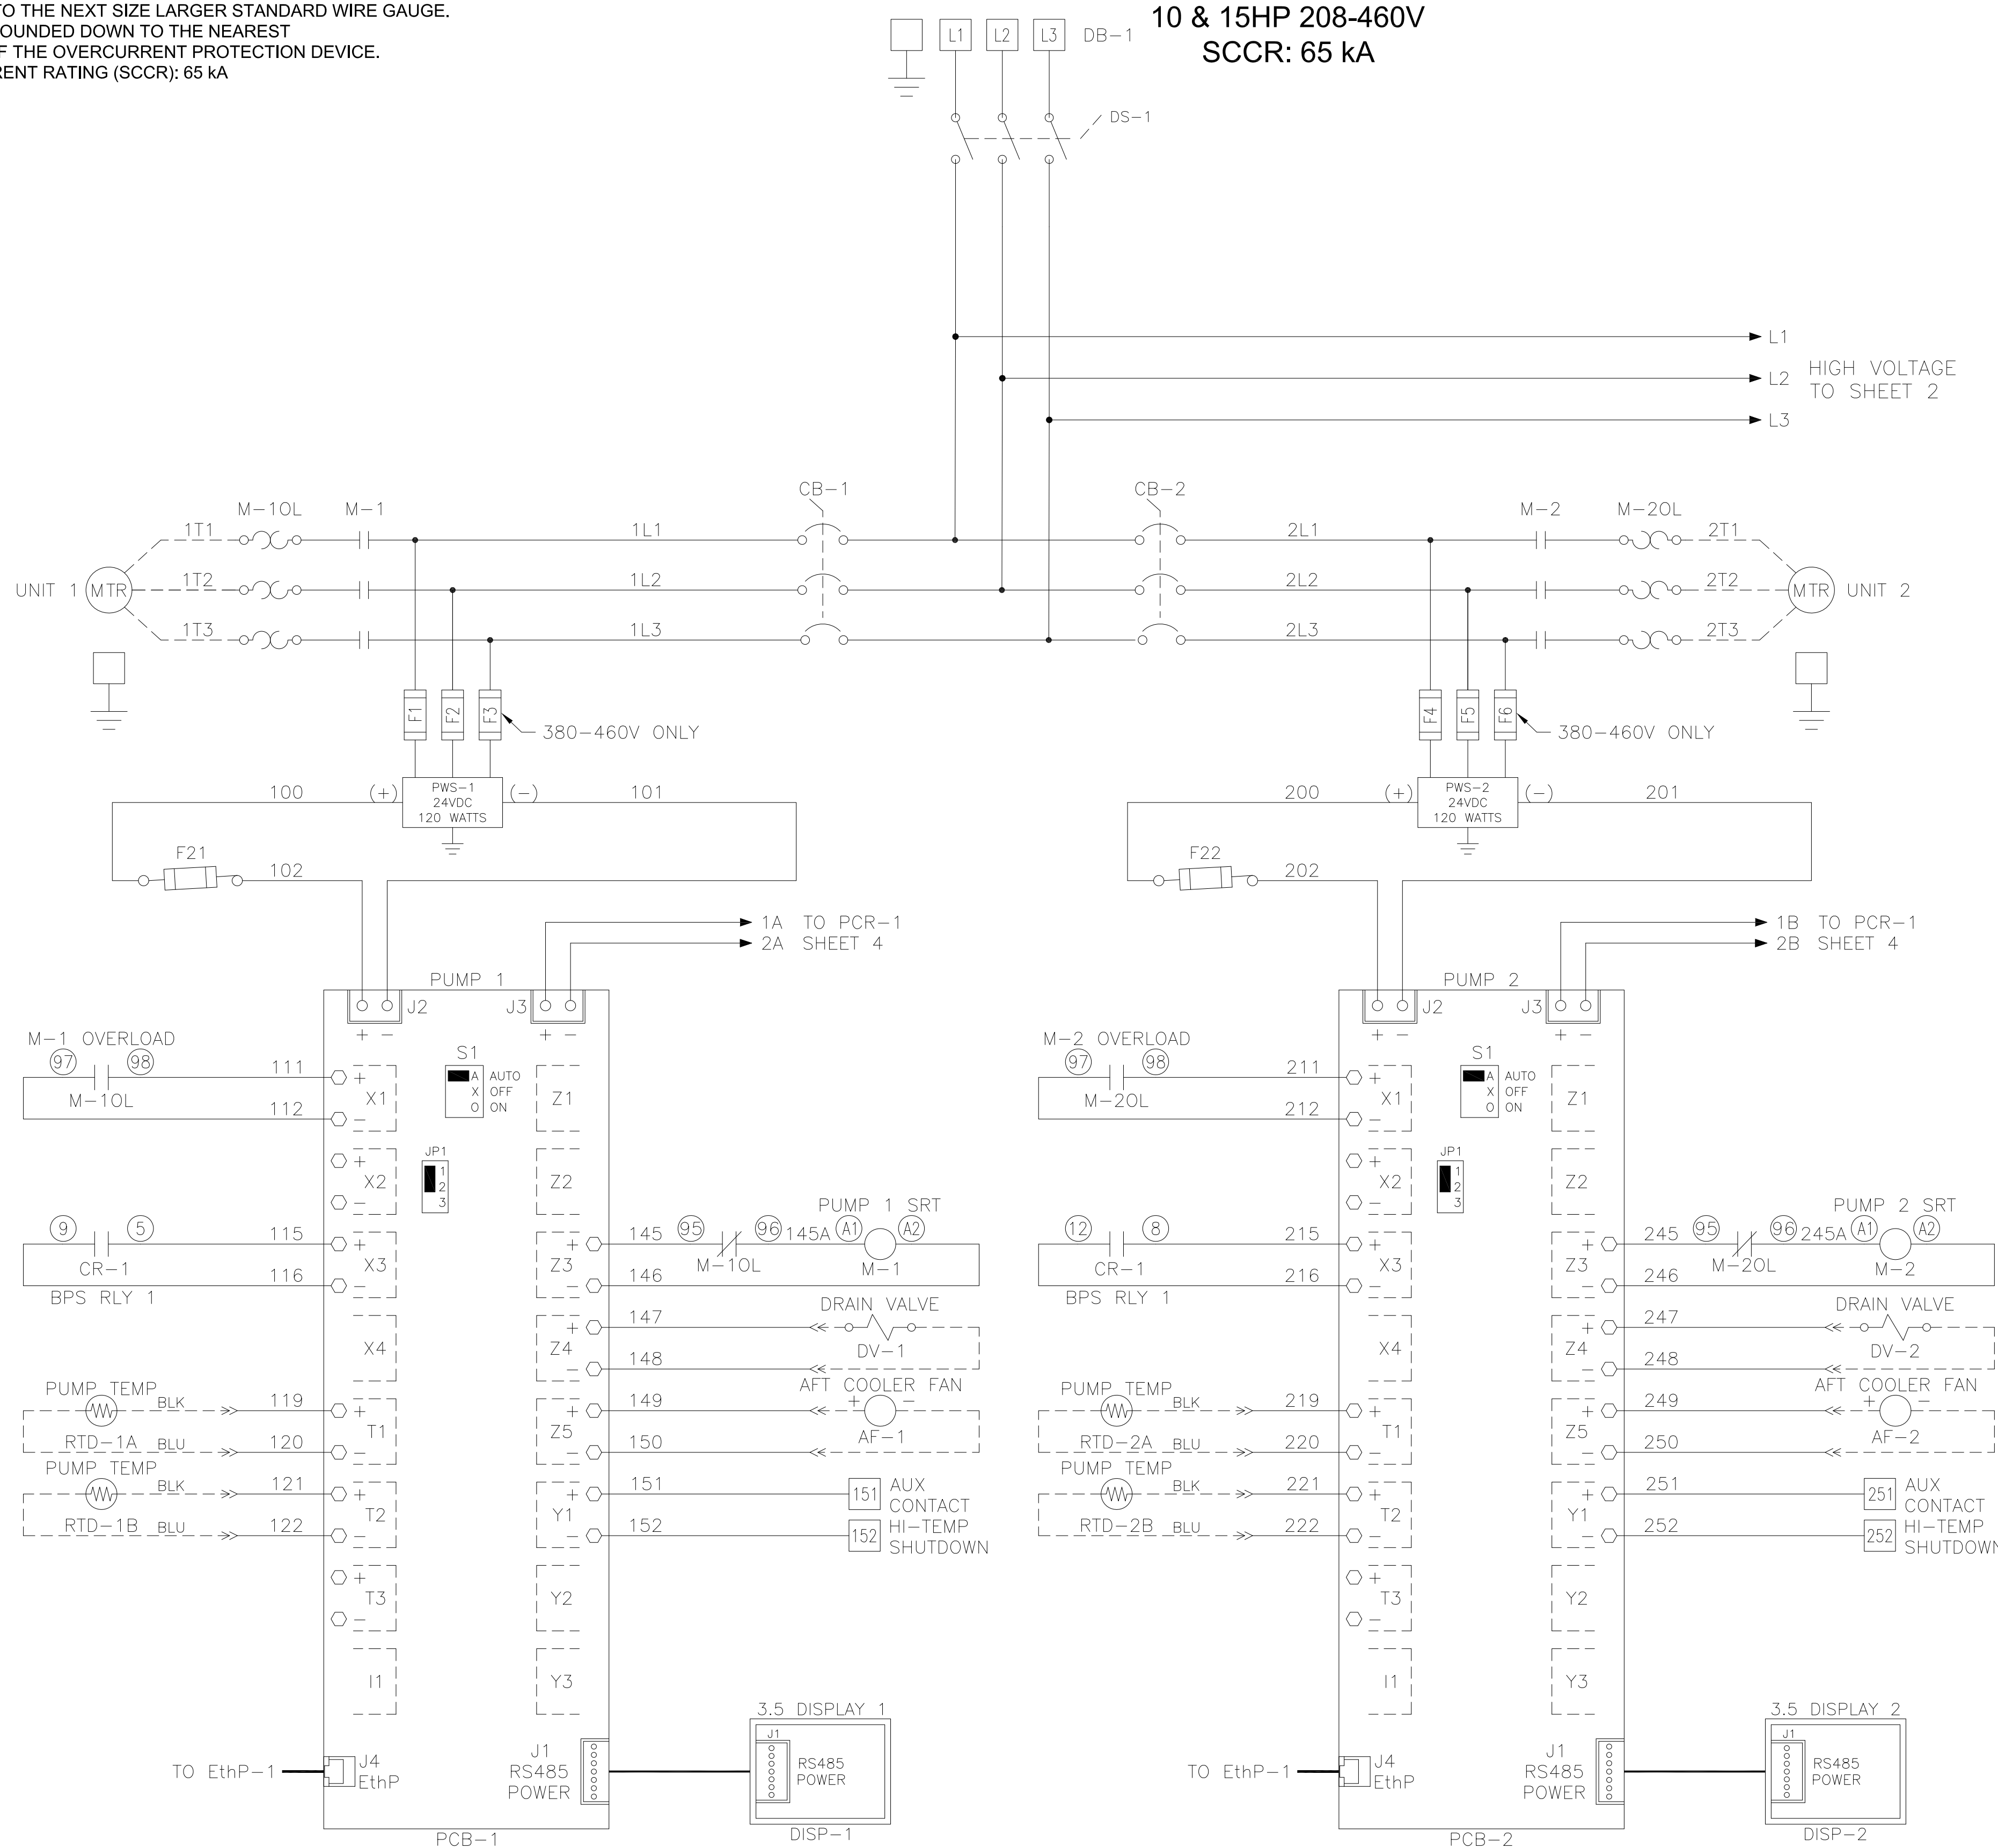 TO THE NEXT SIZE LARGER STANDARD WIRE GAUGE.
OUNDED DOWN TO THE NEAREST
F THE OVERCURRENT PROTECTION DEVICE.
RENT RATING (SCCR): 65 kA
10 & 15HP 208-460V
SCCR: 65 kA
L1 L2 L3 DB-1
DS-1
L1
L2 HIGH VOLTAGE
TO SHEET 2
L3
CB-1 CB-2
M-1OL M-1 M-2 M-2OL
1T1 1L1 2L1 2T1
UNIT 1 MTR 1T2 1L2 2L2 2T2 MTR UNIT 2
1T3 1L3 2L3 2T3
F1 F2 F3 380-460V ONLY
F4 F5 F6 380-460V ONLY
100 (+) PWS-1 (-) 101
24VDC
120 WATTS
200 (+) PWS-2 (-) 201
24VDC
120 WATTS
F21 102
F22 202
1A TO PCR-1
2A SHEET 4
1B TO PCR-1
2B SHEET 4
PUMP 1
J2 J3
+ - + -
M-1 OVERLOAD
97 98 111 + X1
M-1OL 112 -
S1
A AUTO
X OFF
O ON
Z1
JP1
1
2
3
+ X2 -
Z2
9 5 115 + X3
CR-1 116 -
BPS RLY 1
PUMP 1 SRT
+ Z3 145 95 96 145A A1 A2
- 146 M-1OL M-1
X4
DRAIN VALVE
+ Z4 147
- 148 DV-1
PUMP TEMP
BLK 119 + T1
RTD-1A BLU 120 -
AFT COOLER FAN
+ Z5 149 + -
- 150 AF-1
PUMP TEMP
BLK 121 + T2
RTD-1B BLU 122 -
+ Y1 151 151 AUX
CONTACT
- 152 152 HI-TEMP
SHUTDOWN
+ T3 -
Y2
I1
Y3
TO EthP-1 J4
EthP
J1
RS485
POWER
3.5 DISPLAY 1
J1
RS485
POWER
DISP-1
PCB-1
PUMP 2
J2 J3
+ - + -
M-2 OVERLOAD
97 98 211 + X1
M-2OL 212 -
S1
A AUTO
X OFF
O ON
Z1
JP1
1
2
3
+ X2 -
Z2
12 8 215 + X3
CR-1 216 -
BPS RLY 1
PUMP 2 SRT
+ Z3 245 95 96 245A A1 A2
- 246 M-2OL M-2
X4
DRAIN VALVE
+ Z4 247
- 248 DV-2
PUMP TEMP
BLK 219 + T1
RTD-2A BLU 220 -
AFT COOLER FAN
+ Z5 249 + -
- 250 AF-2
PUMP TEMP
BLK 221 + T2
RTD-2B BLU 222 -
+ Y1 251 251 AUX
CONTACT
- 252 252 HI-TEMP
SHUTDOWN
+ T3 -
Y2
I1
Y3
TO EthP-1 J4
EthP
J1
RS485
POWER
3.5 DISPLAY 2
J1
RS485
POWER
DISP-2
PCB-2